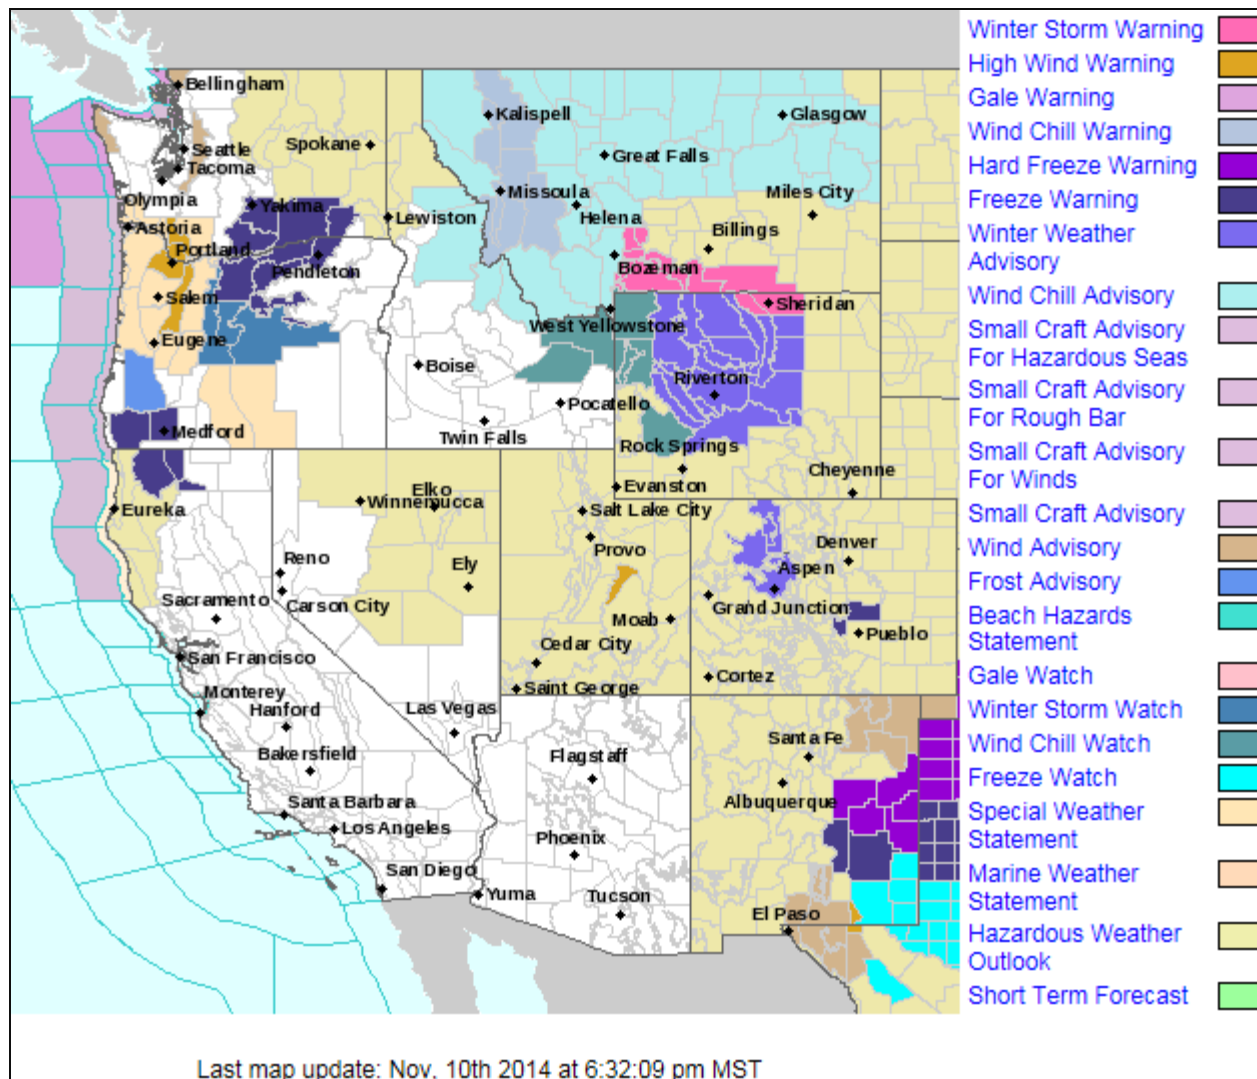 Bellingham
Seattle
Tacoma
Olympia
Spokane
Yakima
Lewiston
Astoria
Portland
Pendleton
Salem
Eugene
Medford
Kalispell
Glasgow
Great Falls
Missoula
Helena
Miles City
Billings
Bozeman
Sheridan
West Yellowstone
Boise
Riverton
Pocatello
Twin Falls
Rock Springs
Cheyenne
Evanston
Eureka
Elko
Winnemucca
Salt Lake City
Provo
Denver
Reno
Ely
Aspen
Carson City
Sacramento
Grand Junction
Moab
Pueblo
San Francisco
Cedar City
Monterey
Saint George
Cortez
Hanford
Las Vegas
Bakersfield
Flagstaff
Santa Fe
Albuquerque
Santa Barbara
Los Angeles
Phoenix
San Diego
Yuma
Tucson
El Paso
Winter Storm Warning
High Wind Warning
Gale Warning
Wind Chill Warning
Hard Freeze Warning
Freeze Warning
Winter Weather
Advisory
Wind Chill Advisory
Small Craft Advisory
For Hazardous Seas
Small Craft Advisory
For Rough Bar
Small Craft Advisory
For Winds
Small Craft Advisory
Wind Advisory
Frost Advisory
Beach Hazards
Statement
Gale Watch
Winter Storm Watch
Wind Chill Watch
Freeze Watch
Special Weather
Statement
Marine Weather
Statement
Hazardous Weather
Outlook
Short Term Forecast
Last map update: Nov. 10th 2014 at 6:32:09 pm MST